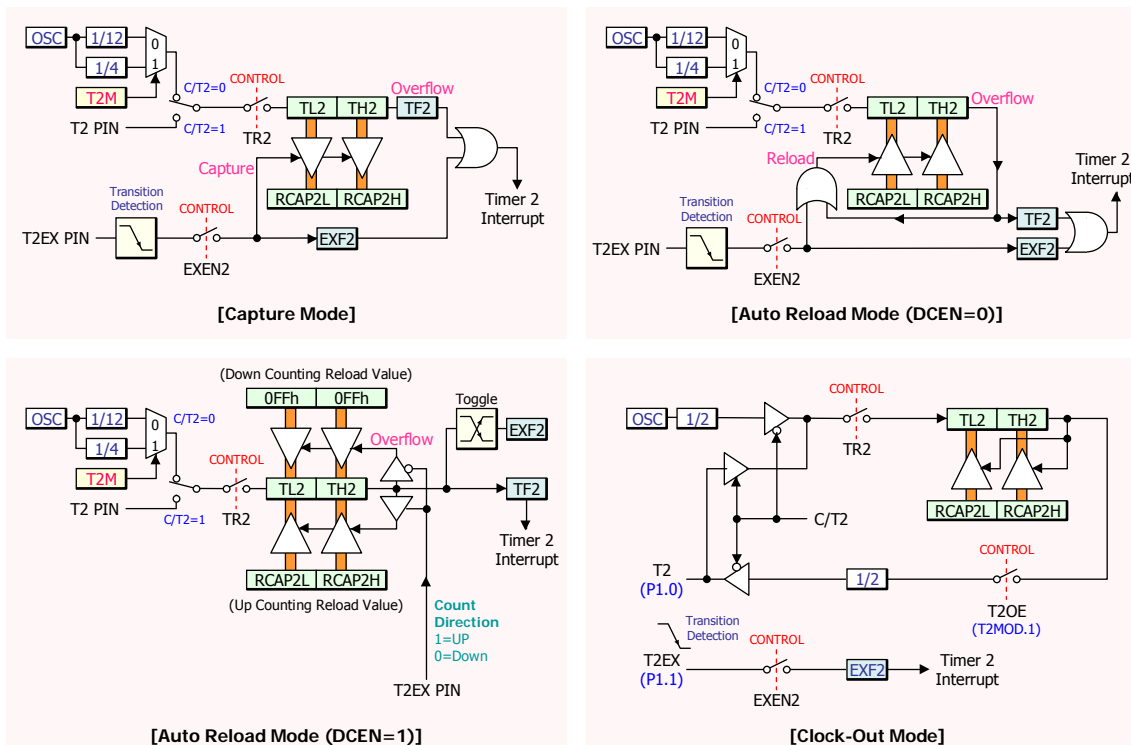 OSC
1/12
1/4
0
1
T2M
C/T2=0
T2 PIN
C/T2=1
CONTROL
TR2
Overflow
TL2
TH2
TF2
Capture
RCAP2L
RCAP2H
Timer 2
Interrupt
Transition
Detection
CONTROL
T2EX PIN
EXF2
EXEN2
[Capture Mode]
OSC
1/12
1/4
0
1
T2M
C/T2=0
T2 PIN
C/T2=1
CONTROL
TR2
TL2
TH2
Overflow
Reload
RCAP2L
RCAP2H
Timer 2
Interrupt
Transition
Detection
CONTROL
TF2
T2EX PIN
EXF2
EXEN2
[Auto Reload Mode (DCEN=0)]
(Down Counting Reload Value)
0FFh
0FFh
Toggle
OSC
1/12
1/4
0
1
T2M
C/T2=0
Overflow
EXF2
CONTROL
TL2
TH2
TF2
T2 PIN
C/T2=1
TR2
Timer 2
Interrupt
RCAP2L
RCAP2H
(Up Counting Reload Value)
Count
Direction
1=UP
0=Down
T2EX PIN
[Auto Reload Mode (DCEN=1)]
CONTROL
OSC
1/2
TL2
TH2
TR2
RCAP2L
RCAP2H
C/T2
CONTROL
T2
(P1.0)
1/2
T2OE
(T2MOD.1)
Transition
Detection
CONTROL
T2EX
(P1.1)
EXF2
Timer 2
Interrupt
EXEN2
[Clock-Out Mode]